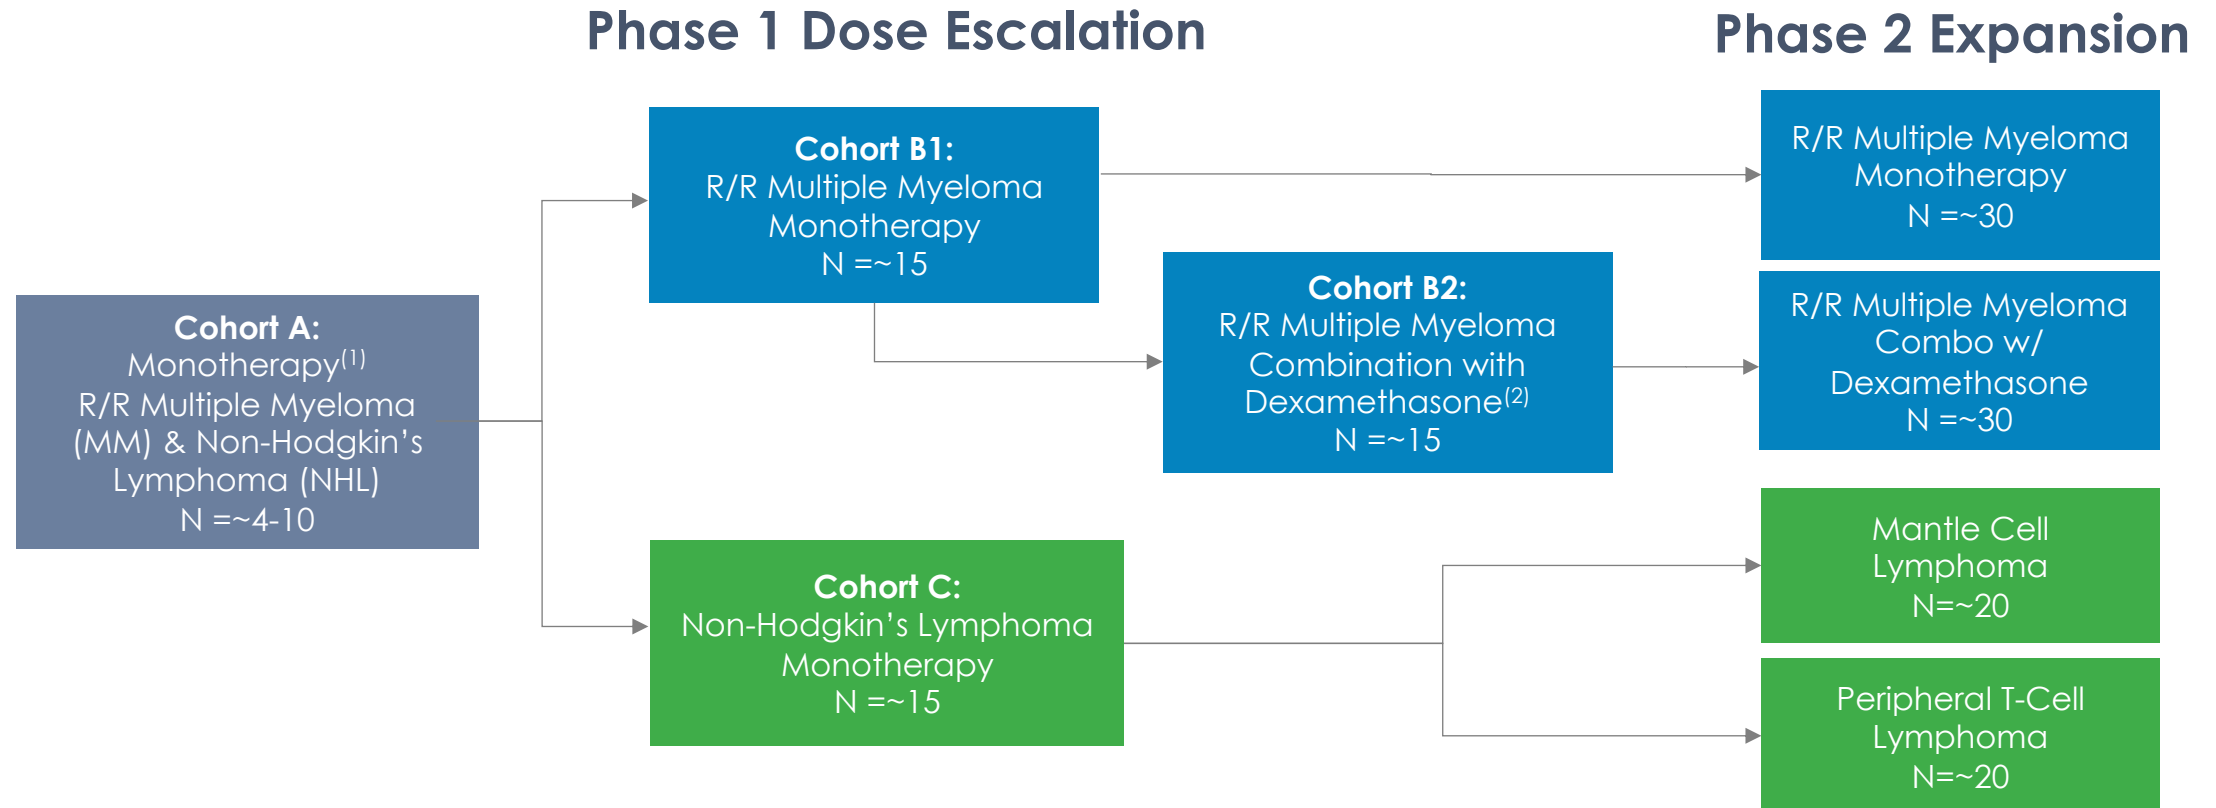 Phase 1 Dose Escalation
Phase 2 Expansion
Cohort A:
Monotherapy(1)
R/R Multiple Myeloma
(MM) & Non-Hodgkin’s
Lymphoma (NHL)
N =~4-10
Cohort B1:
R/R Multiple Myeloma
Monotherapy
N =~15
Cohort B2:
R/R Multiple Myeloma
Combination with
Dexamethasone(2)
N =~15
Cohort C:
Non-Hodgkin’s Lymphoma
Monotherapy
N =~15
R/R Multiple Myeloma
Monotherapy
N =~30
R/R Multiple Myeloma
Combo w/
Dexamethasone
N =~30
Mantle Cell
Lymphoma
N=~20
Peripheral T-Cell
Lymphoma
N=~20